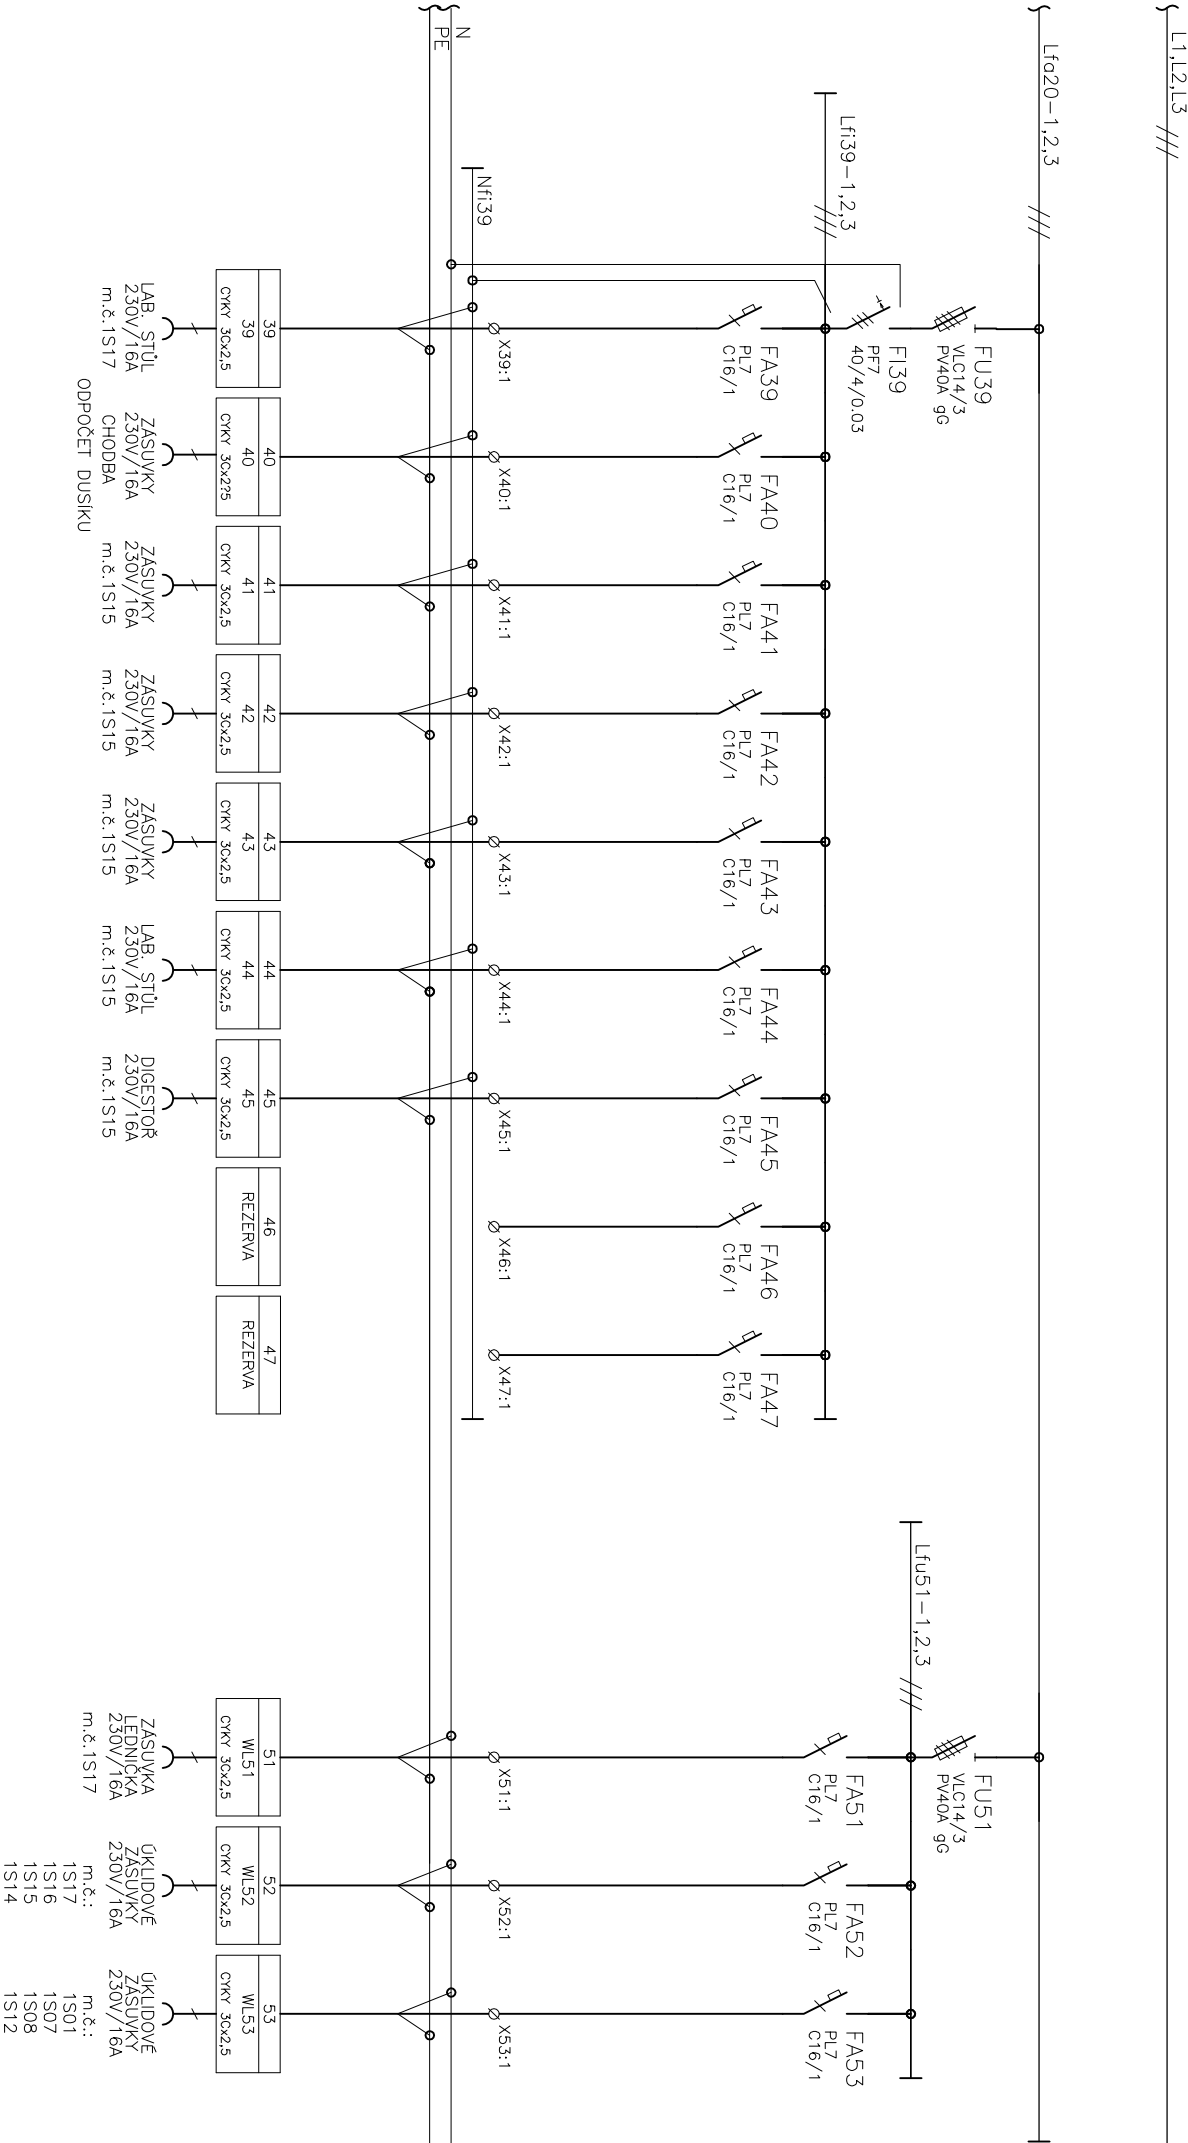 L1,L2,L3
Lfa20-1,2,3
Lfi39-1,2,3
Lfu51-1,2,3
FU39
VLC14/3
PV40A gG
FI39
PF7
40/4/0.03
FU51
VLC14/3
PV40A gG
FA39
PL7
C16/1
FA40
PL7
C16/1
FA41
PL7
C16/1
FA42
PL7
C16/1
FA43
PL7
C16/1
FA44
PL7
C16/1
FA45
PL7
C16/1
FA46
PL7
C16/1
FA47
PL7
C16/1
FA51
PL7
C16/1
FA52
PL7
C16/1
FA53
PL7
C16/1
Nfi39
N
PE
X39:1
X40:1
X41:1
X42:1
X43:1
X44:1
X45:1
X46:1
X47:1
X51:1
X52:1
X53:1
39
39
CYKY 3Cx2,5
40
40
CYKY 3Cx2?5
41
41
CYKY 3Cx2,5
42
42
CYKY 3Cx2,5
43
43
CYKY 3Cx2,5
44
44
CYKY 3Cx2,5
45
45
CYKY 3Cx2,5
46
REZERVA
47
REZERVA
51
WL51
CYKY 3Cx2,5
52
WL52
CYKY 3Cx2,5
53
WL53
CYKY 3Cx2,5
LAB. STŮL
230V/16A
m.č.1S17
ZÁSUVKY
230V/16A
CHODBA
ODPOČET DUSÍKU
ZÁSUVKY
230V/16A
m.č.1S15
ZÁSUVKY
230V/16A
m.č.1S15
ZÁSUVKY
230V/16A
m.č.1S15
LAB. STŮL
230V/16A
m.č.1S15
DIGESTOŘ
230V/16A
m.č.1S15
ZÁSUVKA
LEDNIČKA
230V/16A
m.č.1S17
ÚKLIDOVÉ
ZÁSUVKY
230V/16A
m.č.:
1S17
1S16
1S15
1S14
ÚKLIDOVÉ
ZÁSUVKY
230V/16A
m.č.:
1S01
1S07
1S08
1S12